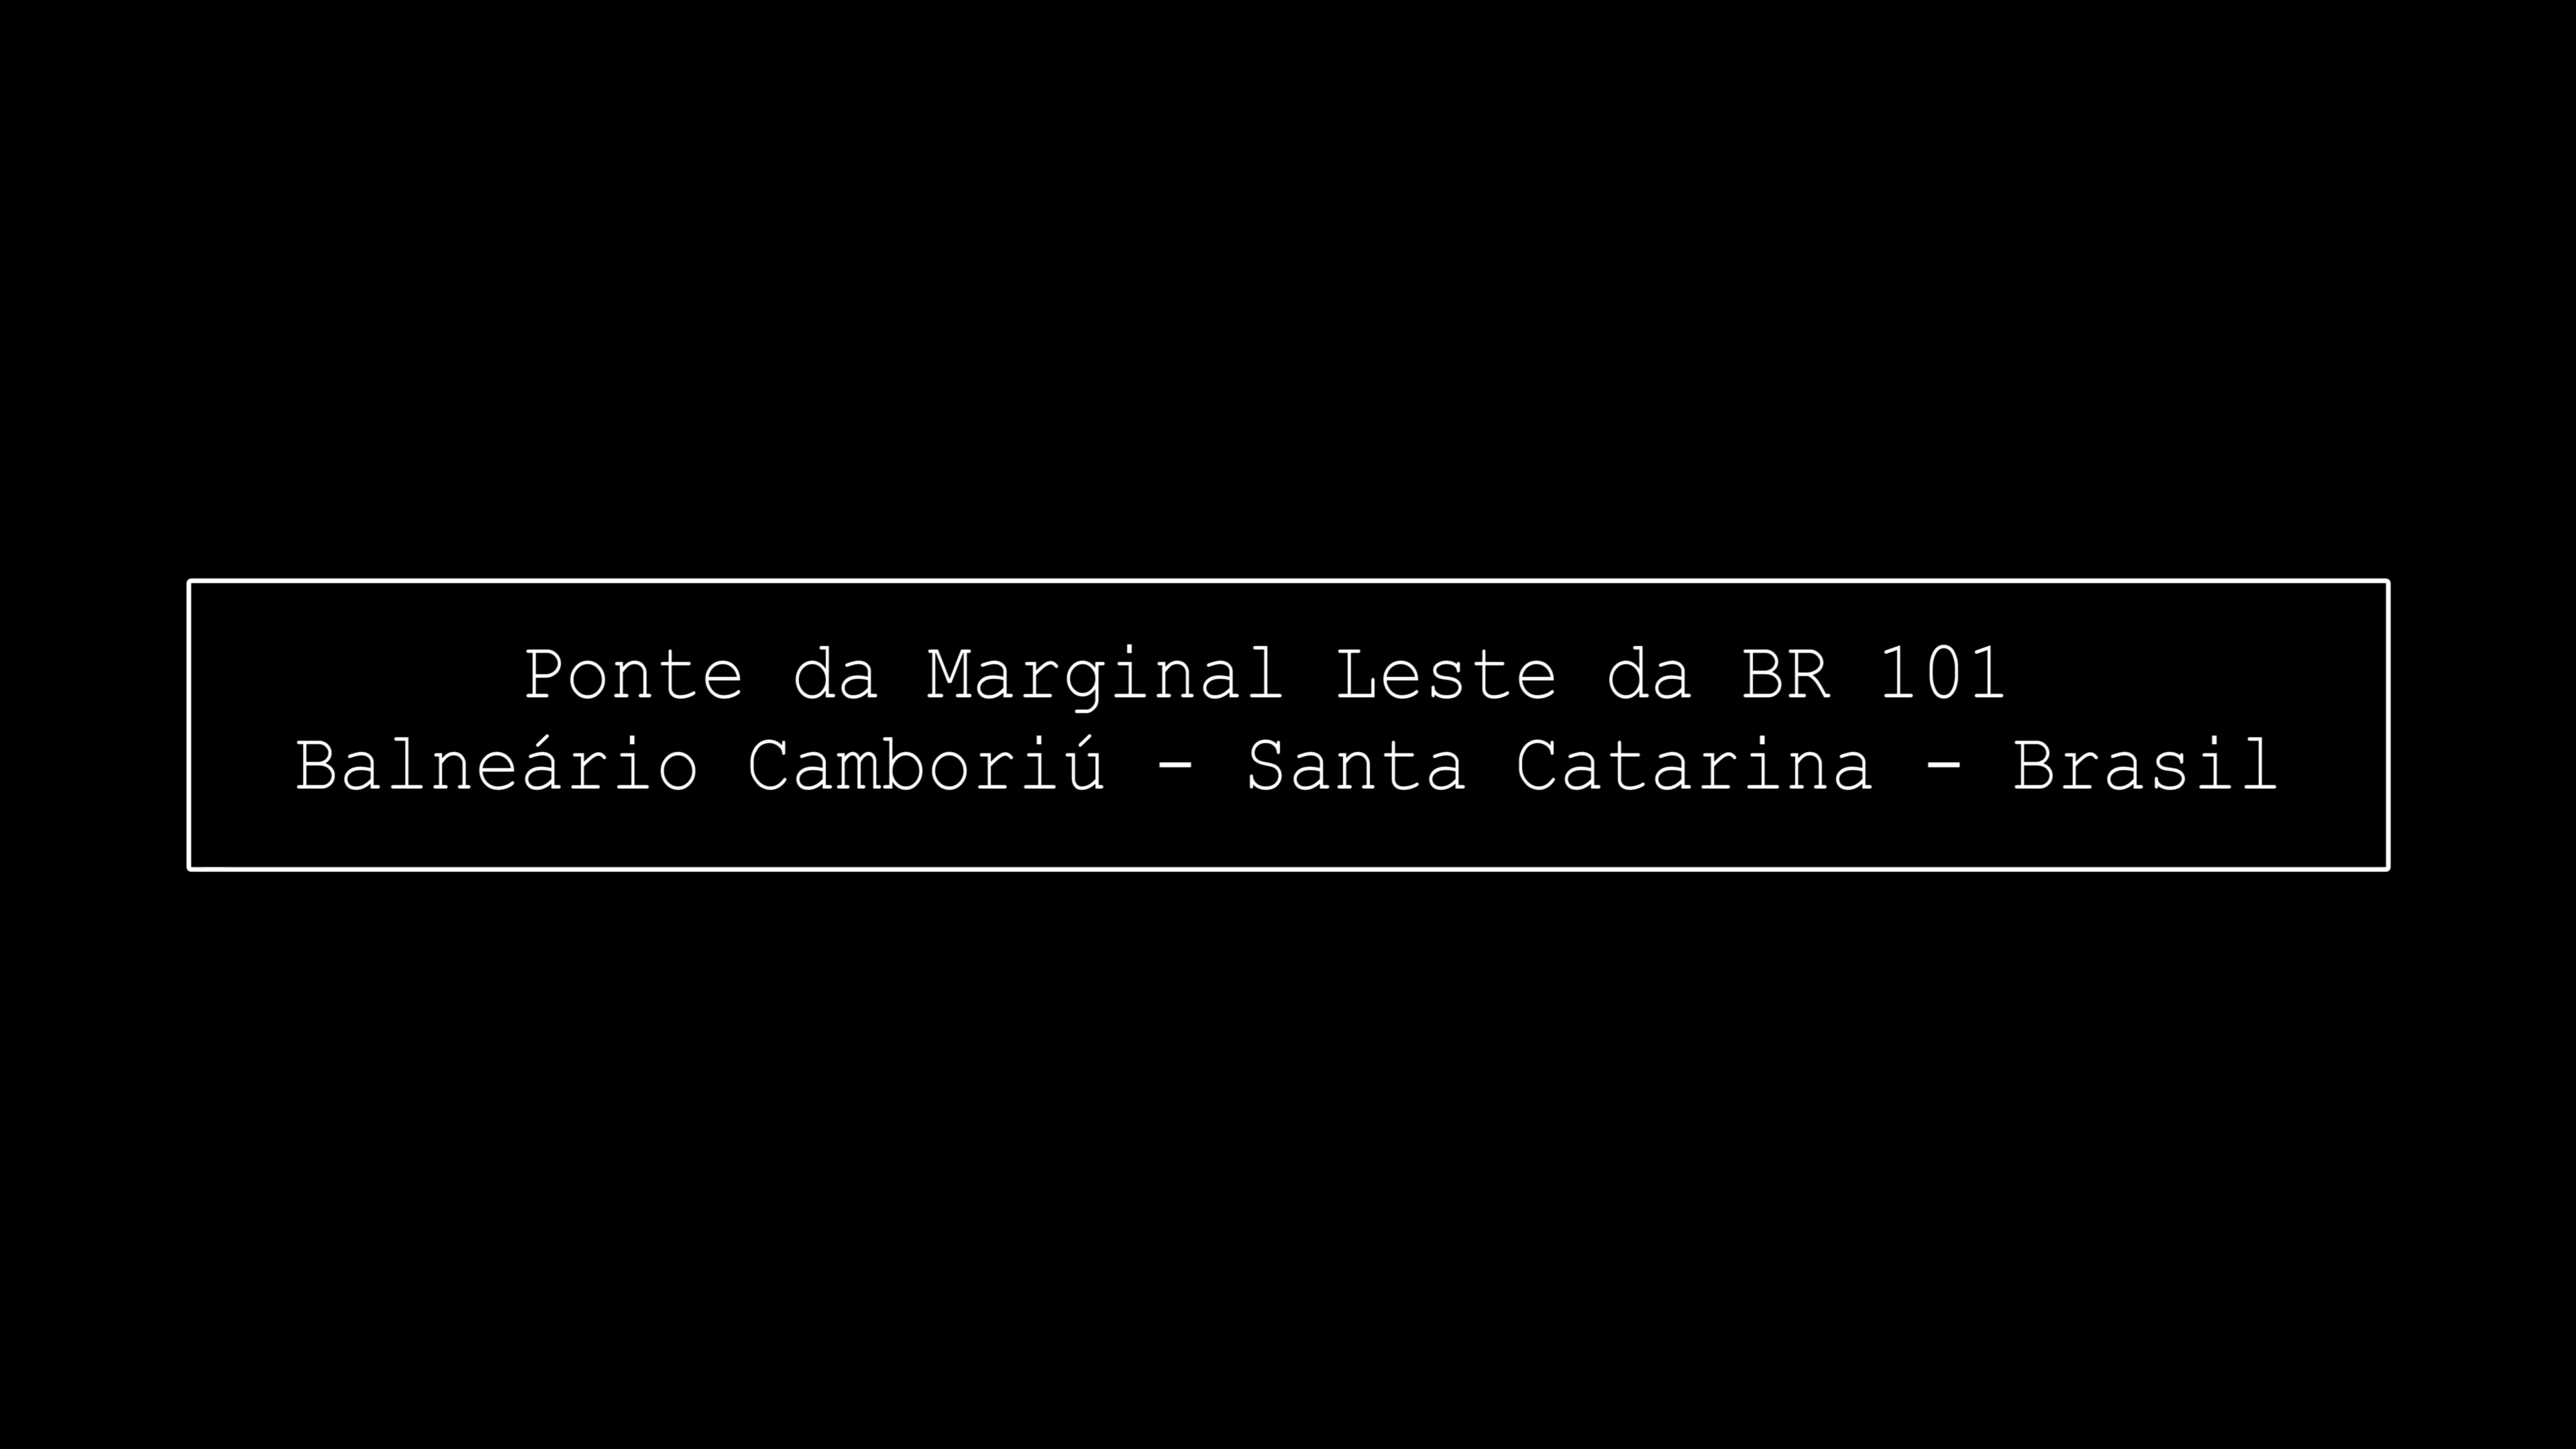 Ponte da Marginal Leste da BR 101
Balneário Camboriú - Santa Catarina - Brasil